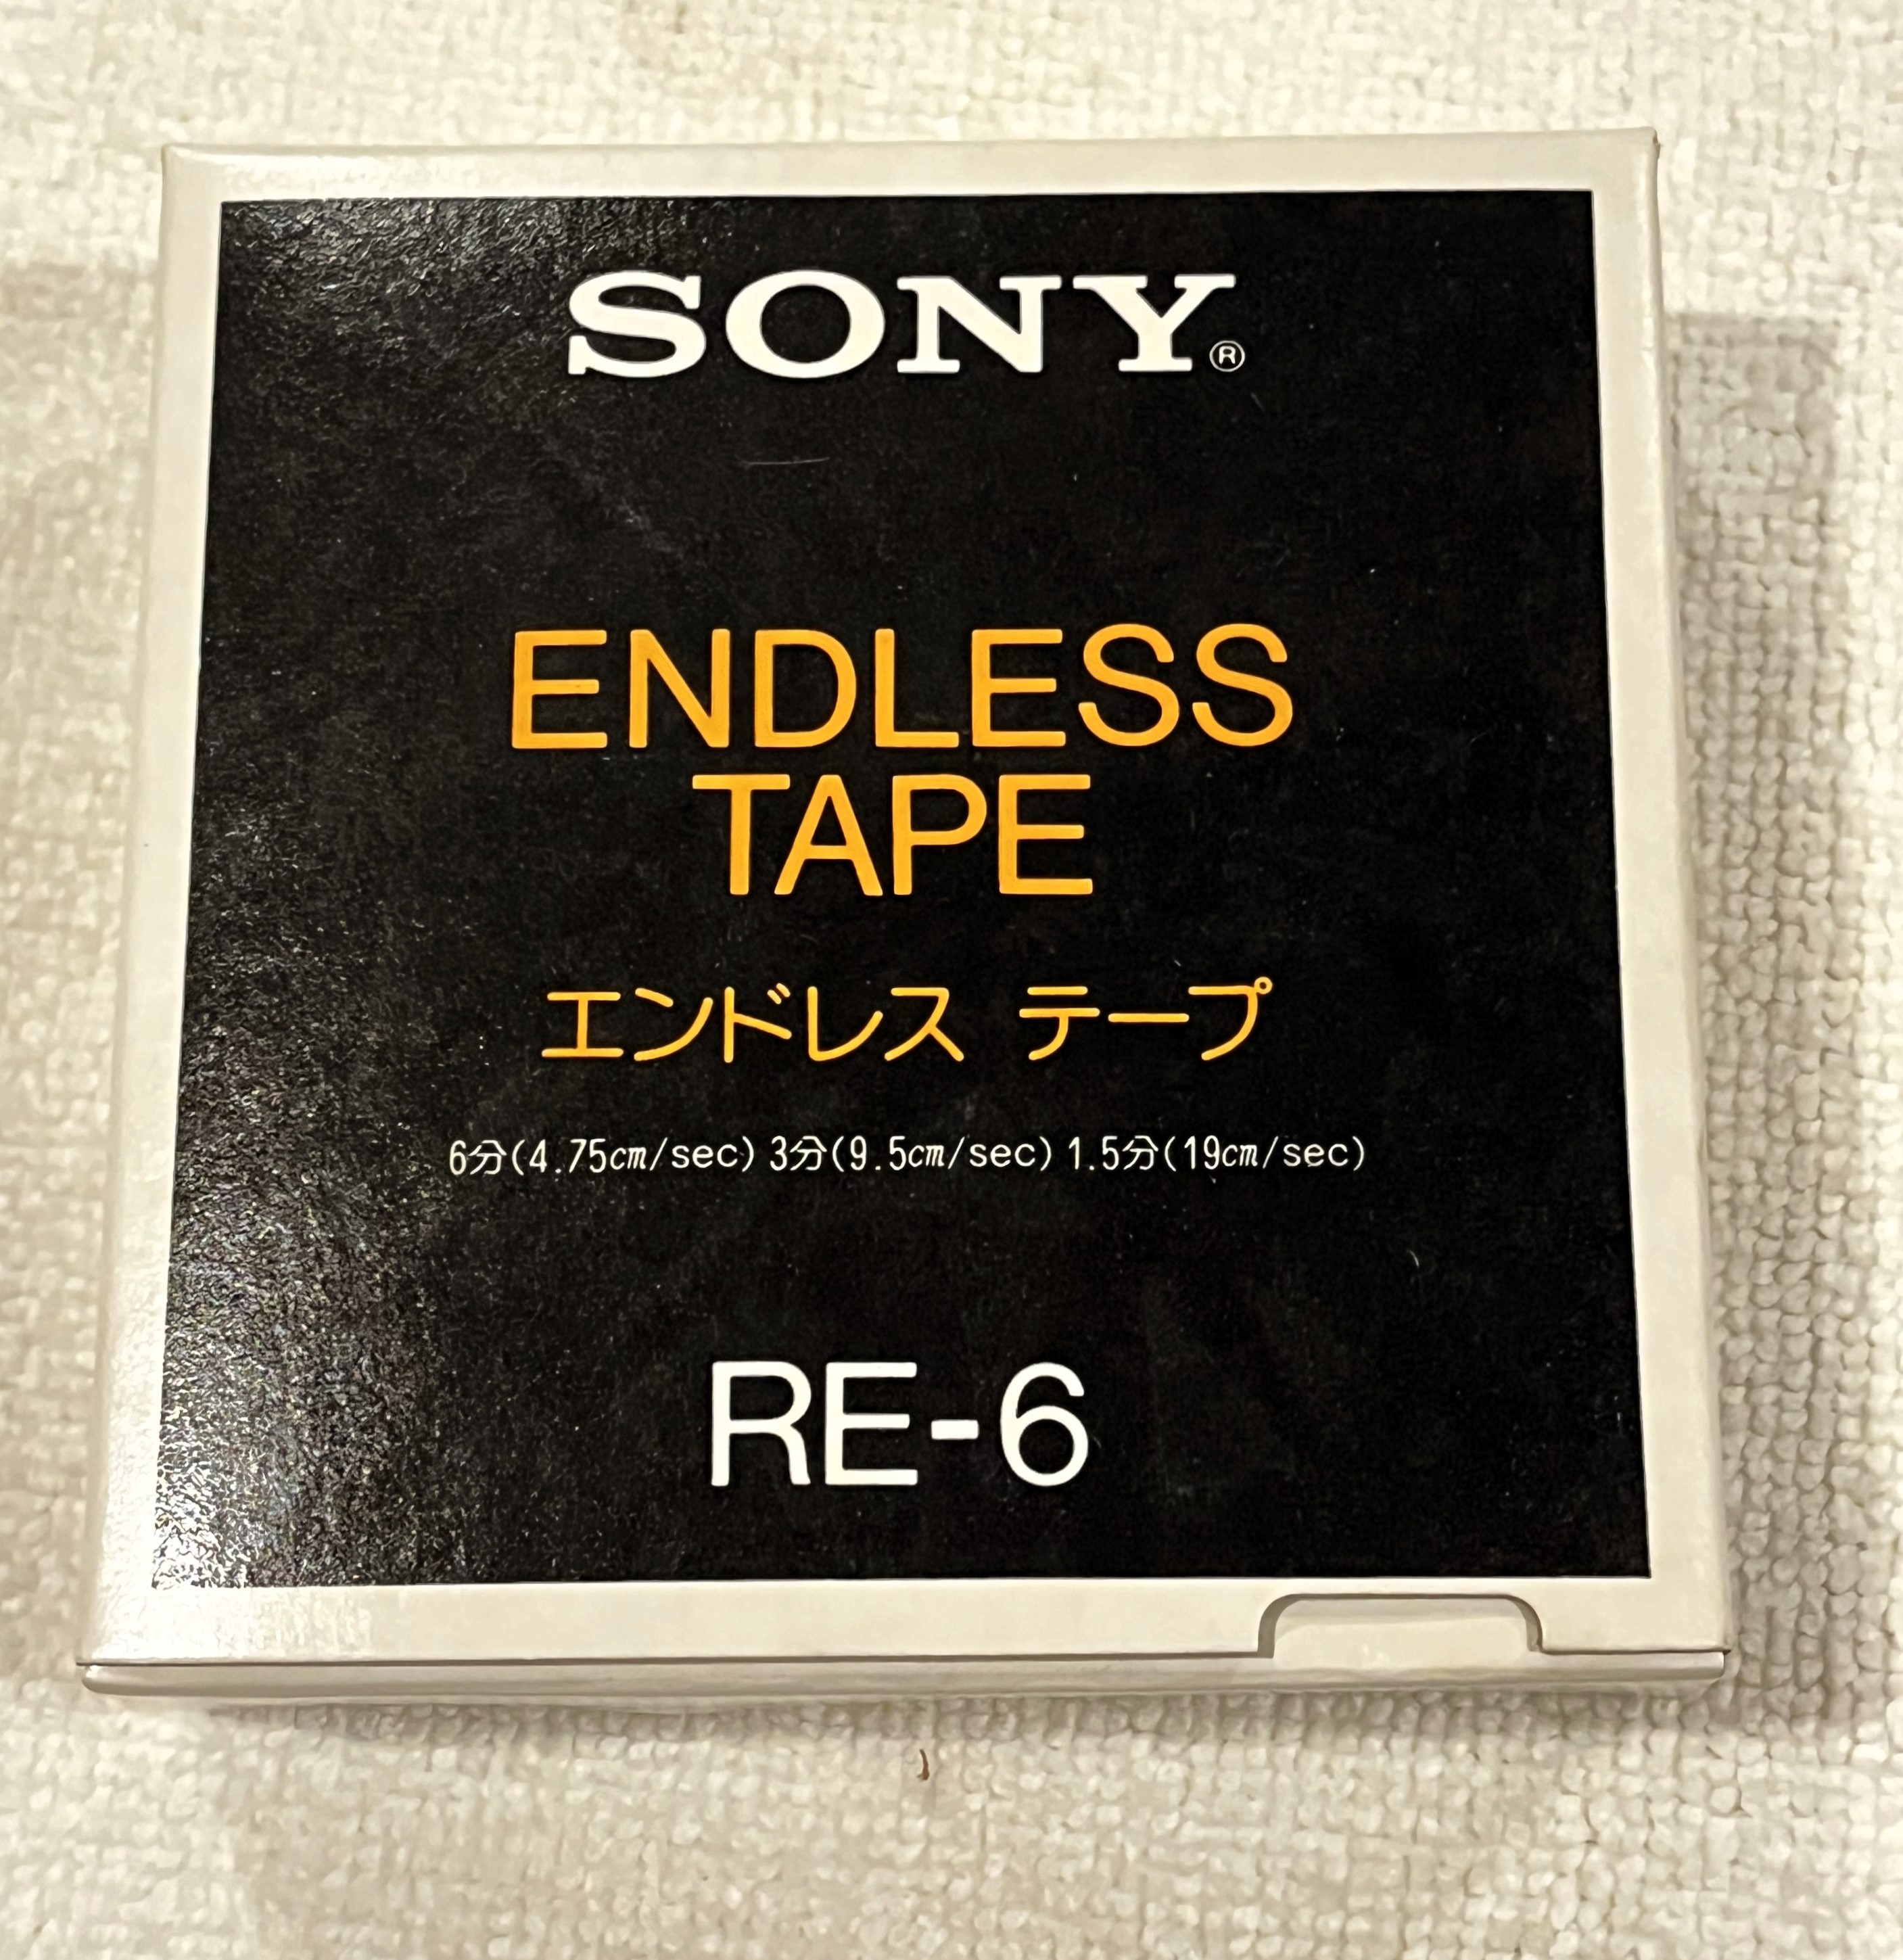 SONY®
ENDLESS
TAPE
エンドレス テープ
6分(4.75cm/sec) 3分(9.5cm/sec) 1.5分(19cm/sec)
RE-6